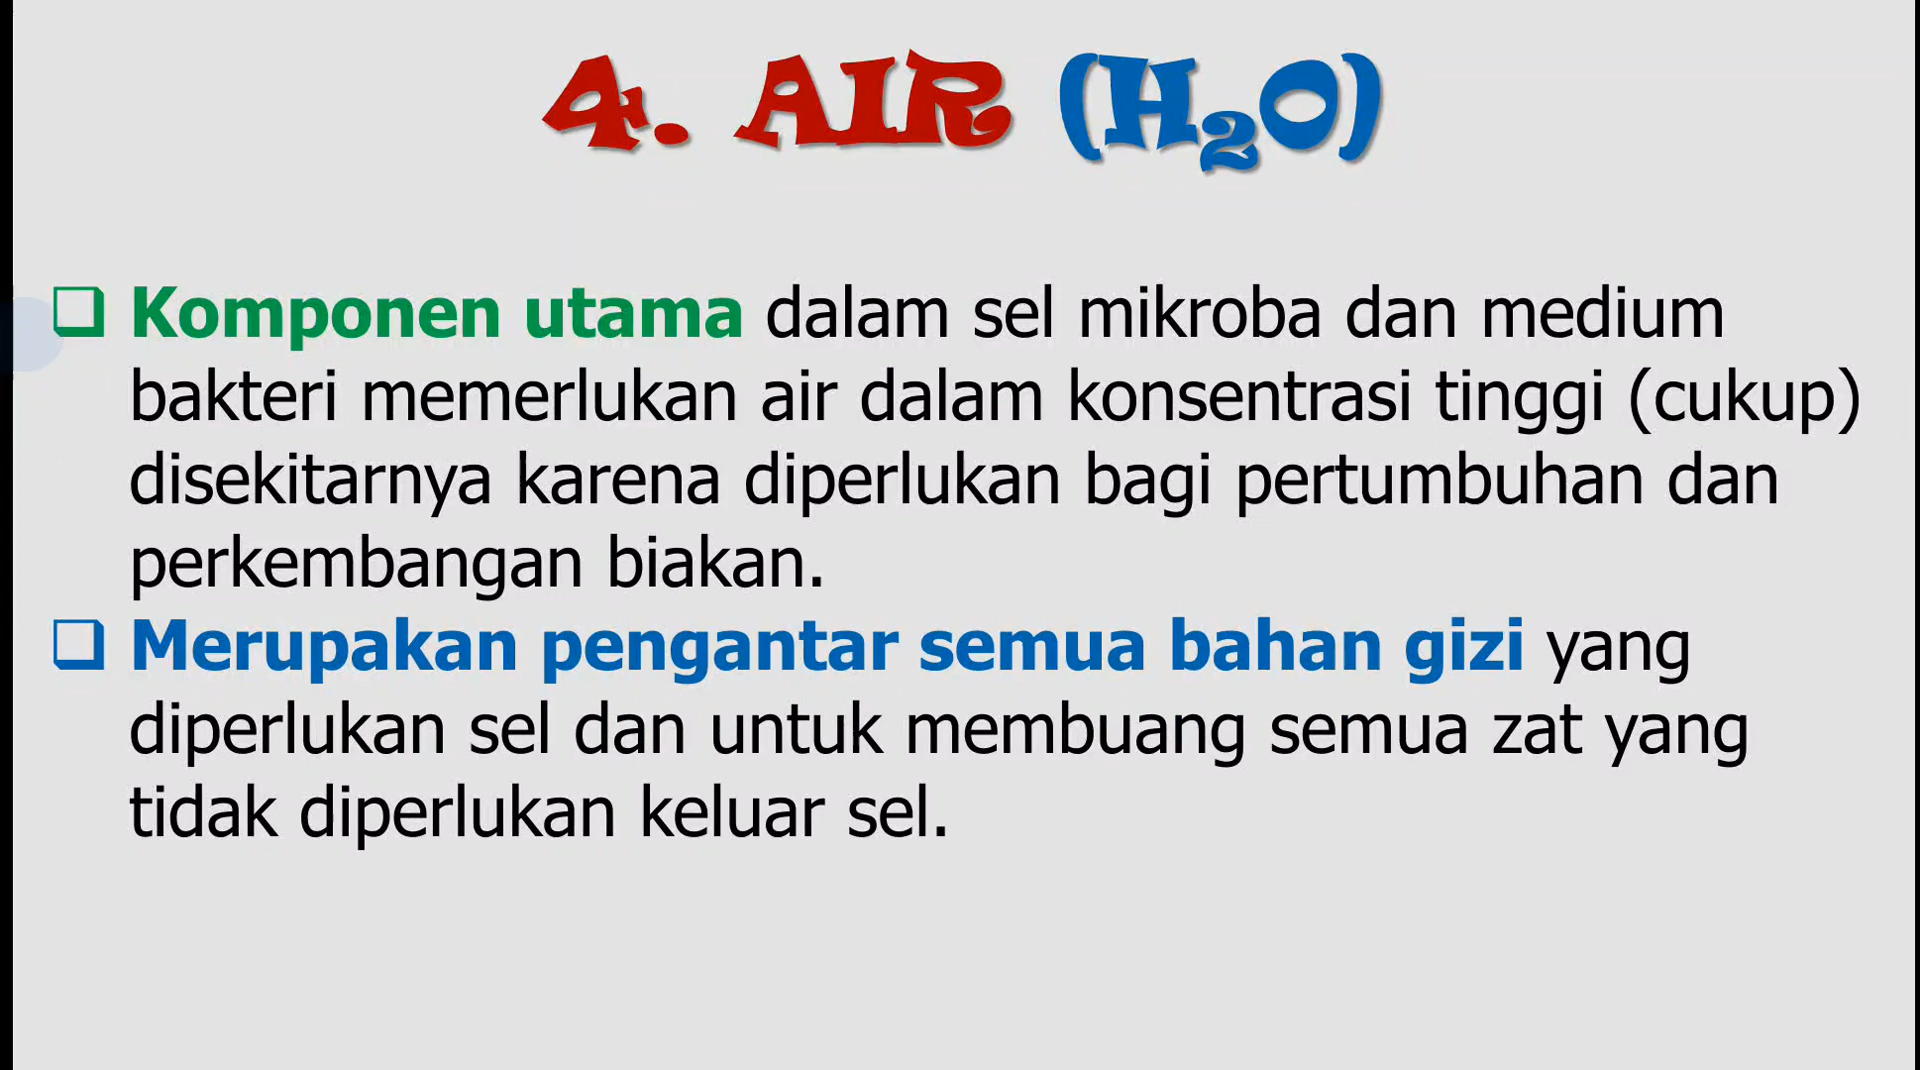 4. AIR (H₂O)
❑ Komponen utama dalam sel mikroba dan medium
bakteri memerlukan air dalam konsentrasi tinggi (cukup)
disekitarnya karena diperlukan bagi pertumbuhan dan
perkembangan biakan.
❑ Merupakan pengantar semua bahan gizi yang
diperlukan sel dan untuk membuang semua zat yang
tidak diperlukan keluar sel.